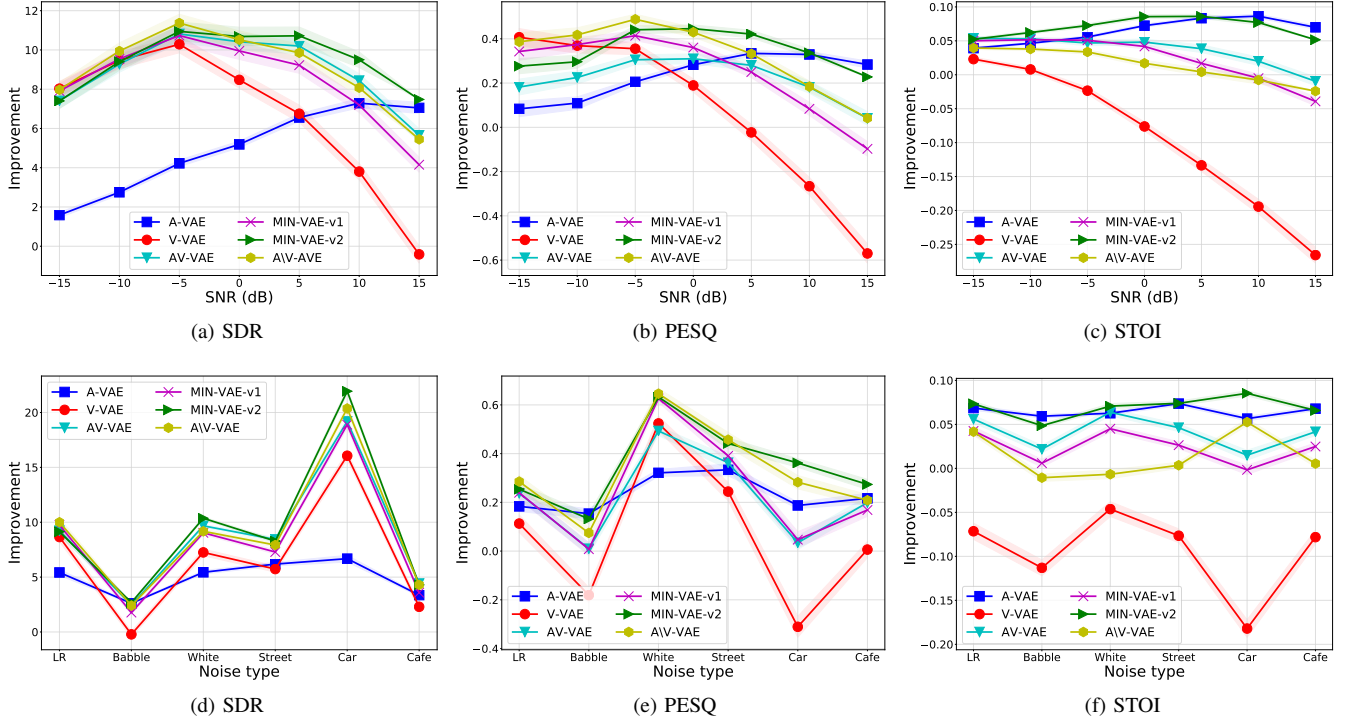 Improvement
12
10
8
6
4
2
0
A-VAE
V-VAE
AV-VAE
MIN-VAE-v1
MIN-VAE-v2
A\V-AVE
−15
−10
−5
0
5
10
15
SNR (dB)
(a) SDR
Improvement
0.4
0.2
0.0
−0.2
−0.4
−0.6
A-VAE
V-VAE
AV-VAE
MIN-VAE-v1
MIN-VAE-v2
A\V-AVE
−15
−10
−5
0
5
10
15
SNR (dB)
(b) PESQ
Improvement
0.10
0.05
0.00
−0.05
−0.10
−0.15
−0.20
−0.25
A-VAE
V-VAE
AV-VAE
MIN-VAE-v1
MIN-VAE-v2
A\V-AVE
−15
−10
−5
0
5
10
15
SNR (dB)
(c) STOI
Improvement
20
15
10
5
0
A-VAE
V-VAE
AV-VAE
MIN-VAE-v1
MIN-VAE-v2
A\V-VAE
LR
Babble
White
Street
Car
Cafe
Noise type
(d) SDR
Improvement
0.6
0.4
0.2
0.0
−0.2
−0.4
A-VAE
V-VAE
AV-VAE
MIN-VAE-v1
MIN-VAE-v2
A\V-VAE
LR
Babble
White
Street
Car
Cafe
Noise type
(e) PESQ
Improvement
0.10
0.05
0.00
−0.05
−0.10
−0.15
−0.20
A-VAE
V-VAE
AV-VAE
MIN-VAE-v1
MIN-VAE-v2
A\V-VAE
LR
Babble
White
Street
Car
Cafe
Noise type
(f) STOI